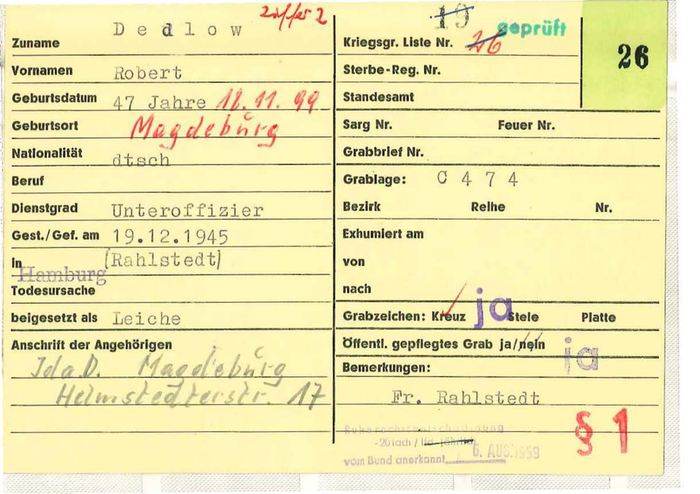 Ziffer 2
Zuname Dedlow
Vornamen Robert
Geburtsdatum 47 Jahre 18.11.99
Geburtsort Magdeburg
Nationalität dtsch
Beruf
Dienstgrad Unteroffizier
Gest./Gef. am 19.12.1945
In Hamburg (Rahlstedt)
Todesursache
beigesetzt als Leiche
Anschrift der Angehörigen
Ida D. Magdeburg
Helmstedterstr. 17
19 geprüft
Kriegsgr. Liste Nr. 26
26
Sterbe-Reg. Nr.
Standesamt
Sarg Nr. Feuer Nr.
Grabbrief Nr.
Grablage: C 474
Bezirk Reihe Nr.
Exhumiert am
von
nach
Grabzeichen: Kreuz ja Stele Platte
Öffentl. gepflegtes Grab ja/nein ja
Bemerkungen:
Fr. Rahlstedt
§ 1
vom Bund anerkannt 6. AUG. 1959